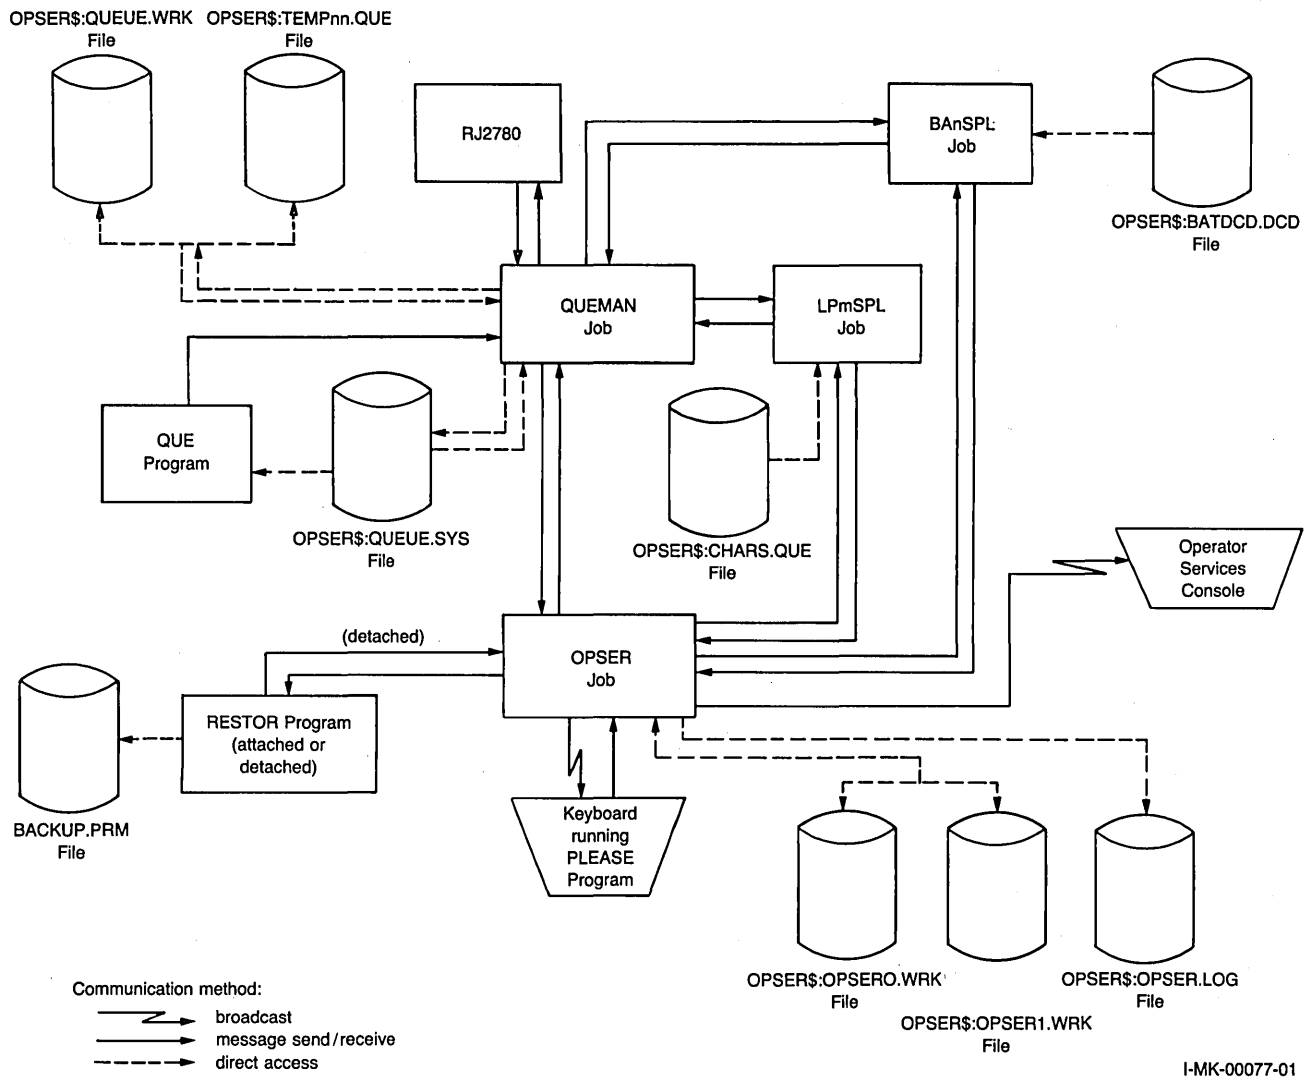 OPSER$:QUEUE.WRK
File
OPSER$:TEMPnn.QUE
File
RJ2780
BAnSPL
Job
OPSER$:BATDCD.DCD
File
QUEMAN
Job
LPmSPL
Job
QUE
Program
OPSER$:QUEUE.SYS
File
OPSER$:CHARS.QUE
File
Operator
Services
Console
(detached)
OPSER
Job
RESTOR Program
(attached or
detached)
BACKUP.PRM
File
Keyboard
running
PLEASE
Program
OPSER$:OPSERO.WRK
File
OPSER$:OPSER1.WRK
File
OPSER$:OPSER.LOG
File
Communication method:
broadcast
message send/receive
direct access
I-MK-00077-01